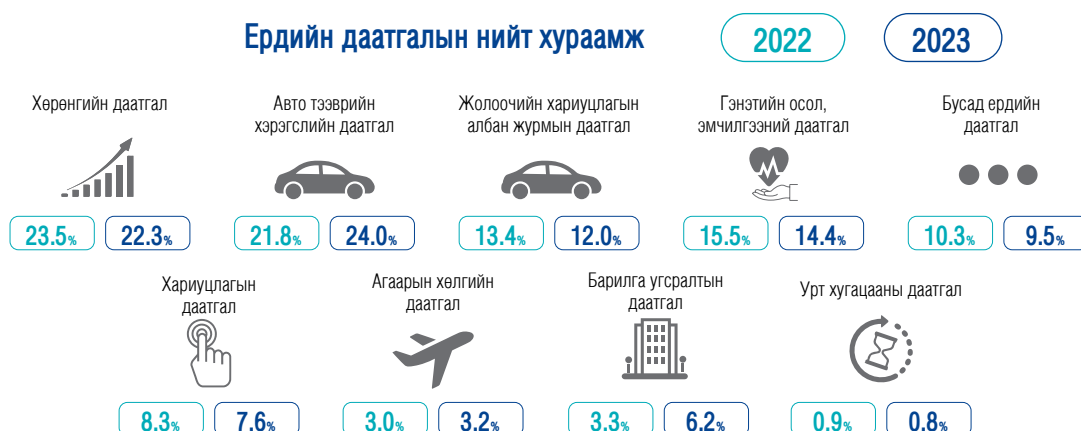 Ердийн даатгалын нийт хураамж
2022
2023
Хөрөнгийн даатгал
Авто тээврийн
хэрэгслийн даатгал
Жолоочийн хариуцлагын
албан журмын даатгал
Гэнэтийн осол,
эмчилгээний даатгал
Бусад ердийн
даатгал
23.5%
22.3%
21.8%
24.0%
13.4%
12.0%
15.5%
14.4%
10.3%
9.5%
Хариуцлагын
даатгал
Агаарын хөлгийн
даатгал
Барилга угсралтын
даатгал
Урт хугацааны даатгал
8.3%
7.6%
3.0%
3.2%
3.3%
6.2%
0.9%
0.8%